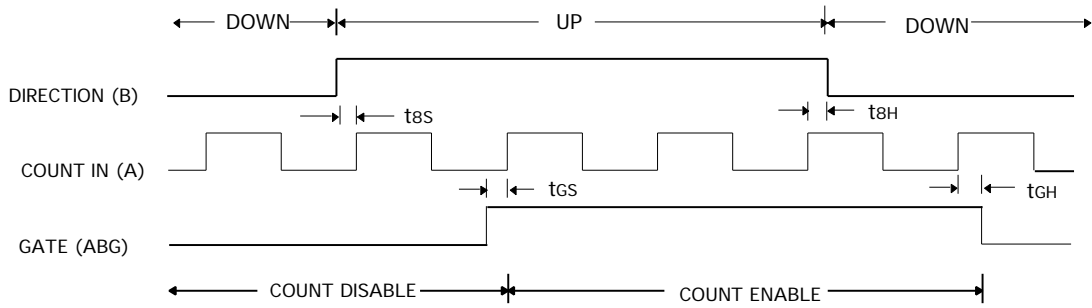 DOWN UP DOWN
DIRECTION (B)
t8S t8H
COUNT IN (A)
tGS tGH
GATE (ABG)
COUNT DISABLE COUNT ENABLE